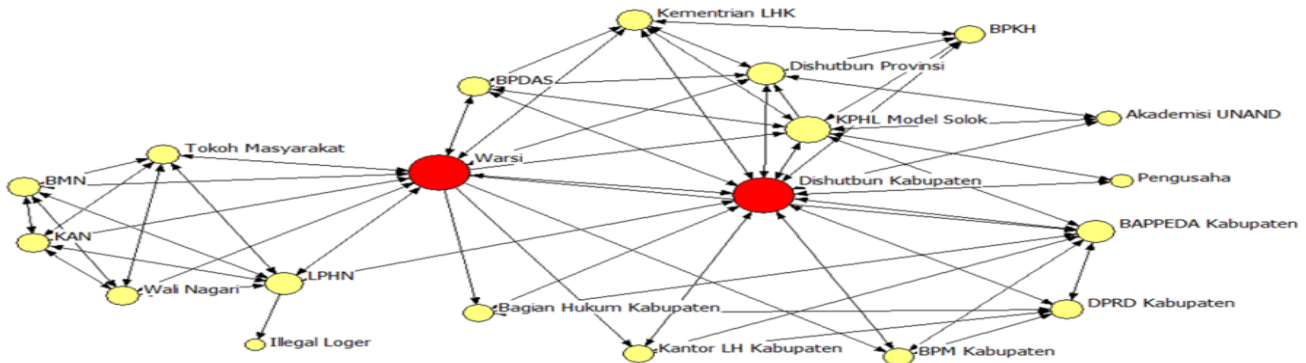 Kementrian LHK
BPKH
Dishutbun Provinsi
BPDAS
Akademisi UNAND
KPHL Model Solok
Tokoh Masyarakat
Warsi
BMN
Dishutbun Kabupaten
Pengusaha
BAPPEDA Kabupaten
KAN
LPHN
Wali Nagari
Bagian Hukum Kabupaten
DPRD Kabupaten
Illegal Loger
Kantor LH Kabupaten
BPM Kabupaten